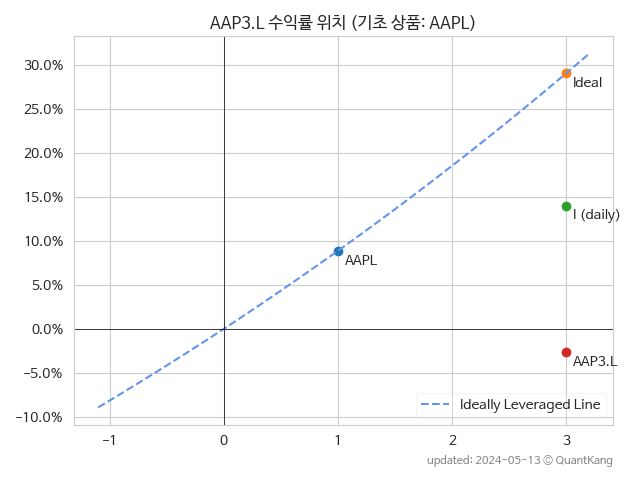 AAP3.L 수익률 위치 (기초 상품: AAPL)
30.0%
25.0%
20.0%
15.0%
10.0%
5.0%
0.0%
−5.0%
−10.0%
Ideal
I (daily)
AAPL
AAP3.L
Ideally Leveraged Line
−1
0
1
2
3
updated: 2024-05-13 © QuantKang